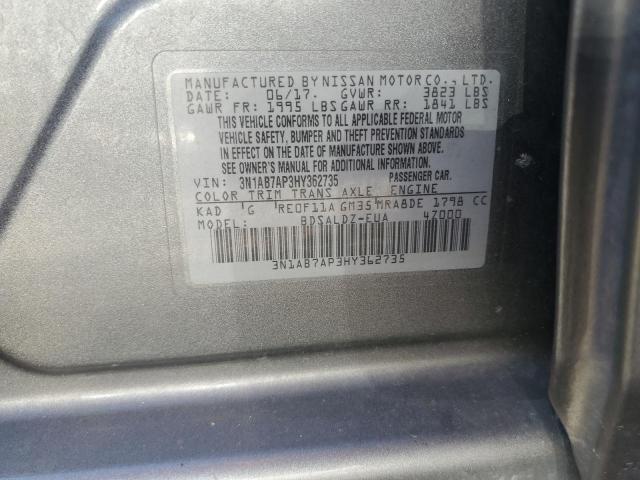 MANUFACTURED BY NISSAN MOTOR CO., LTD.
DATE: 06/17. GVWR: 3823 LBS
GAWR FR: 1995 LBS GAWR RR: 1841 LBS
THIS VEHICLE CONFORMS TO ALL APPLICABLE FEDERAL MOTOR
VEHICLE SAFETY, BUMPER AND THEFT PREVENTION STANDARDS
IN EFFECT ON THE DATE OF MANUFACTURE SHOWN ABOVE.
SEE OWNER'S MANUAL FOR ADDITIONAL INFORMATION.
VIN: 3N1AB7AP3HY362735 PASSENGER CAR.
COLOR TRIM TRANS AXLE ENGINE
KAD G RE0F11A GM35 MRA8DE 1798 CC
BDSALDZ-EUA 47000
3N1AB7AP3HY362735